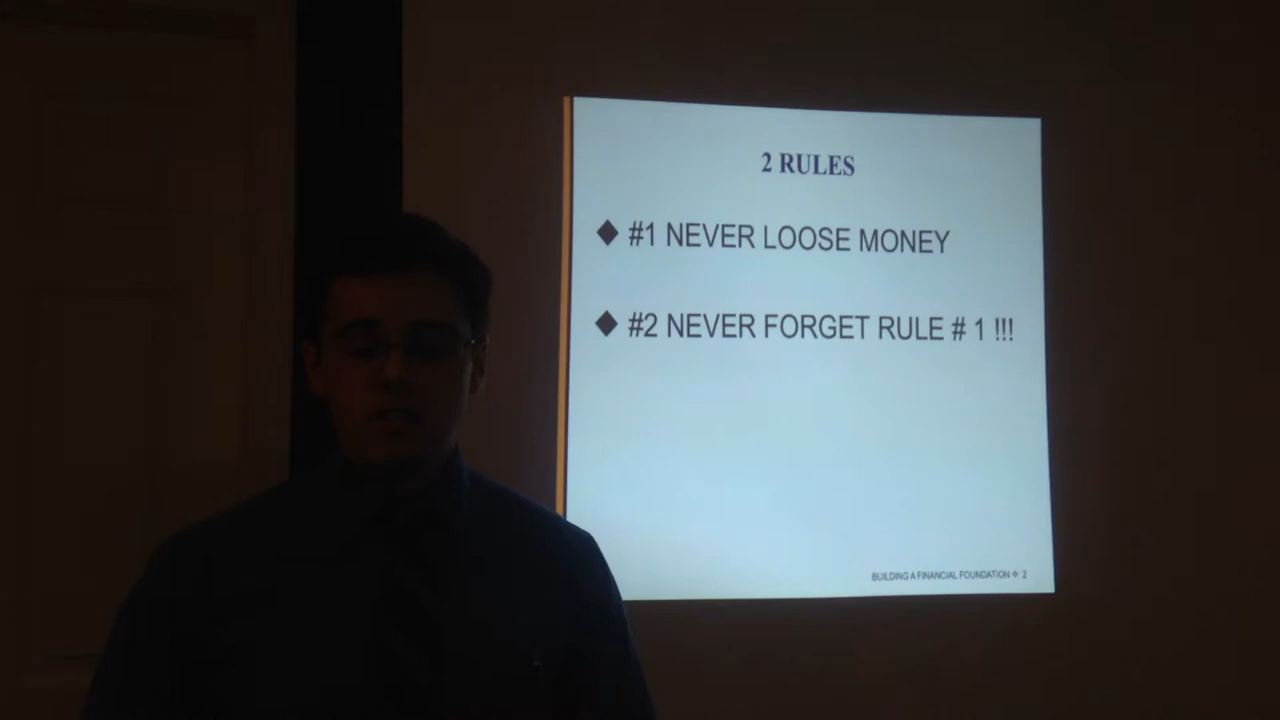 2 RULES
◆ #1 NEVER LOOSE MONEY
◆ #2 NEVER FORGET RULE # 1 !!!
BUILDING A FINANCIAL FOUNDATION ❖ 2